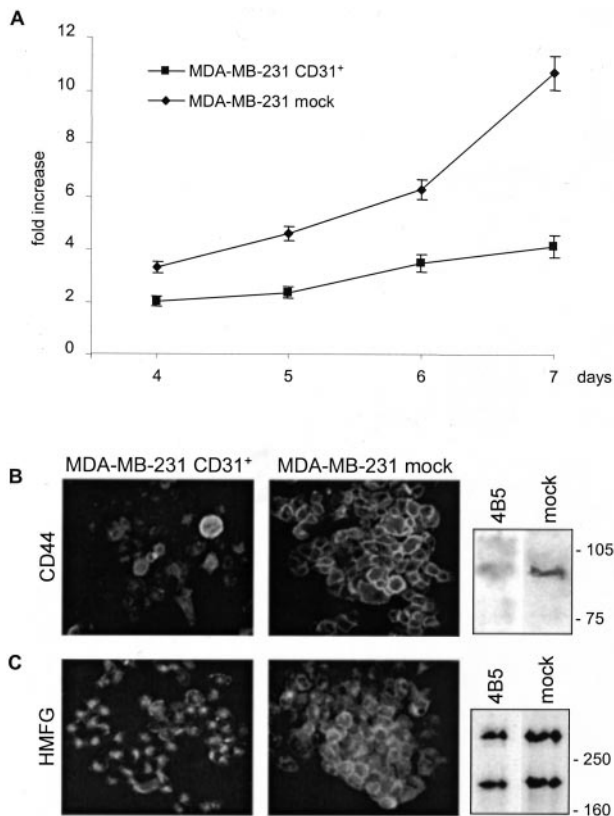 A
12
10
8
6
4
2
0
fold increase
MDA-MB-231 CD31+
MDA-MB-231 mock
4 5 6 7 days
MDA-MB-231 CD31+ MDA-MB-231 mock
B
CD44
4B5 mock
- 105
- 75
C
HMFG
4B5 mock
- 250
- 160